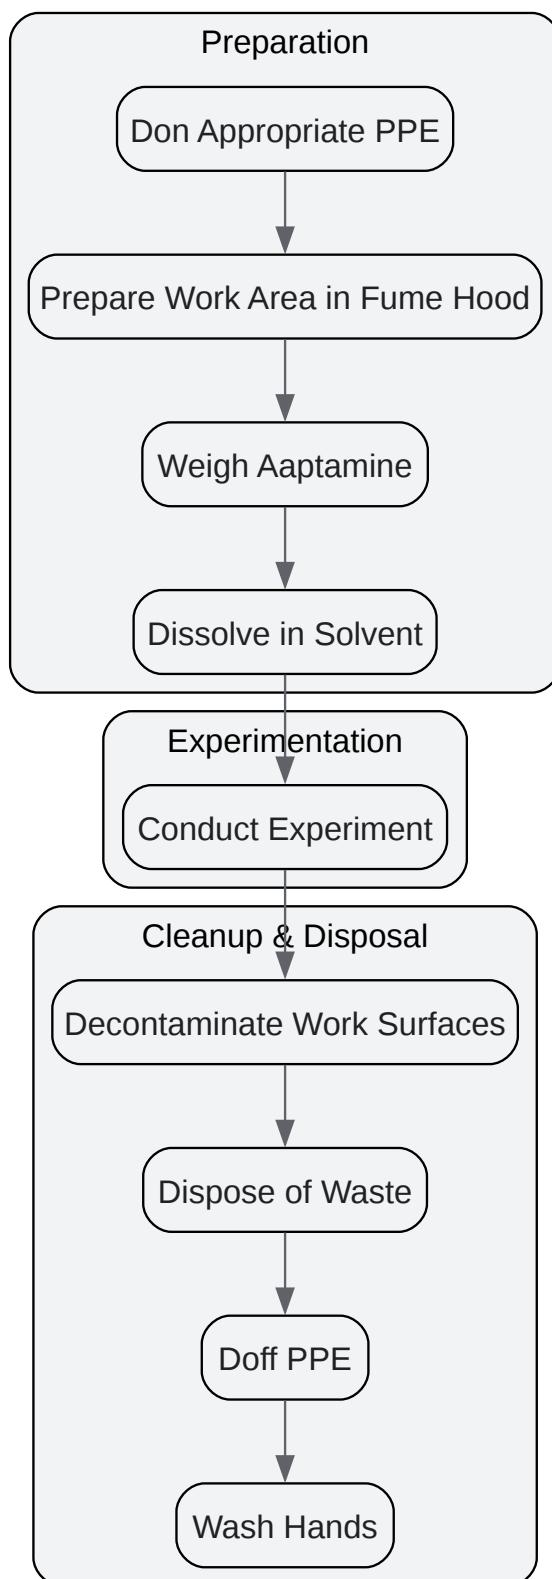 Preparation
Don Appropriate PPE
Prepare Work Area in Fume Hood
Weigh Aaptamine
Dissolve in Solvent
Experimentation
Conduct Experiment
Cleanup & Disposal
Decontaminate Work Surfaces
Dispose of Waste
Doff PPE
Wash Hands